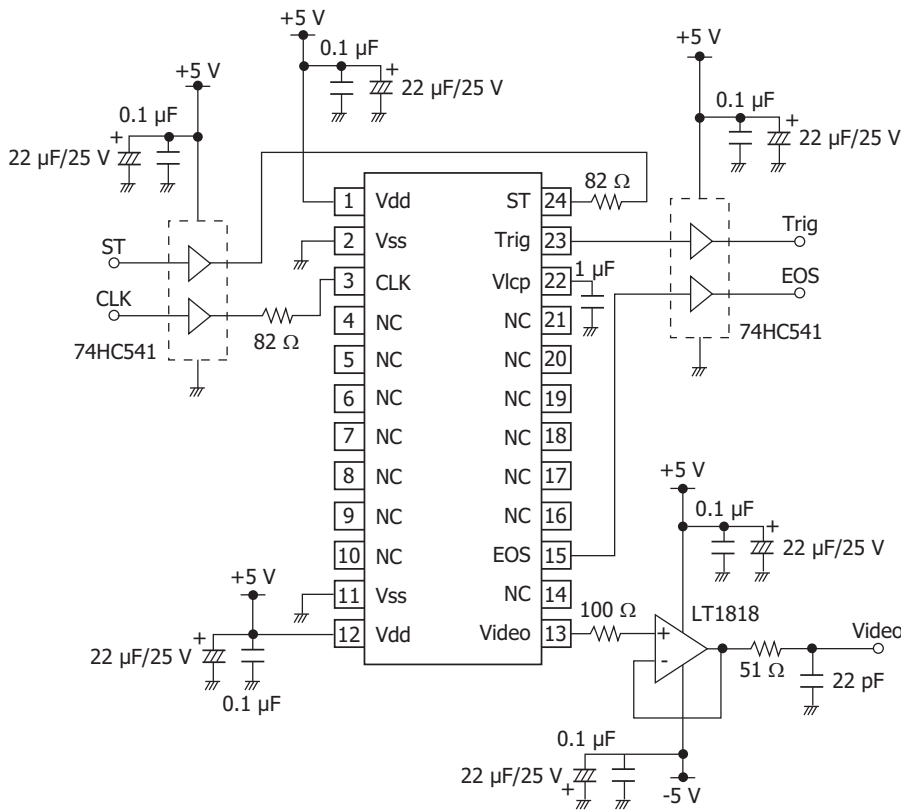 +5 V
0.1 µF
+
22 µF/25 V
+5 V
0.1 µF
+
22 µF/25 V
+5 V
0.1 µF
+
22 µF/25 V
82 Ω
ST
CLK
82 Ω
74HC541
1 Vdd
2 Vss
3 CLK
4 NC
5 NC
6 NC
7 NC
8 NC
9 NC
10 NC
11 Vss
12 Vdd
ST 24
Trig 23
Vlcp 22
NC 21
NC 20
NC 19
NC 18
NC 17
NC 16
EOS 15
NC 14
Video 13
1 µF
Trig
EOS
74HC541
+5 V
0.1 µF
+
22 µF/25 V
+5 V
+
22 µF/25 V
0.1 µF
100 Ω
LT1818
+
-
51 Ω
Video
22 pF
0.1 µF
22 µF/25 V
+
-5 V